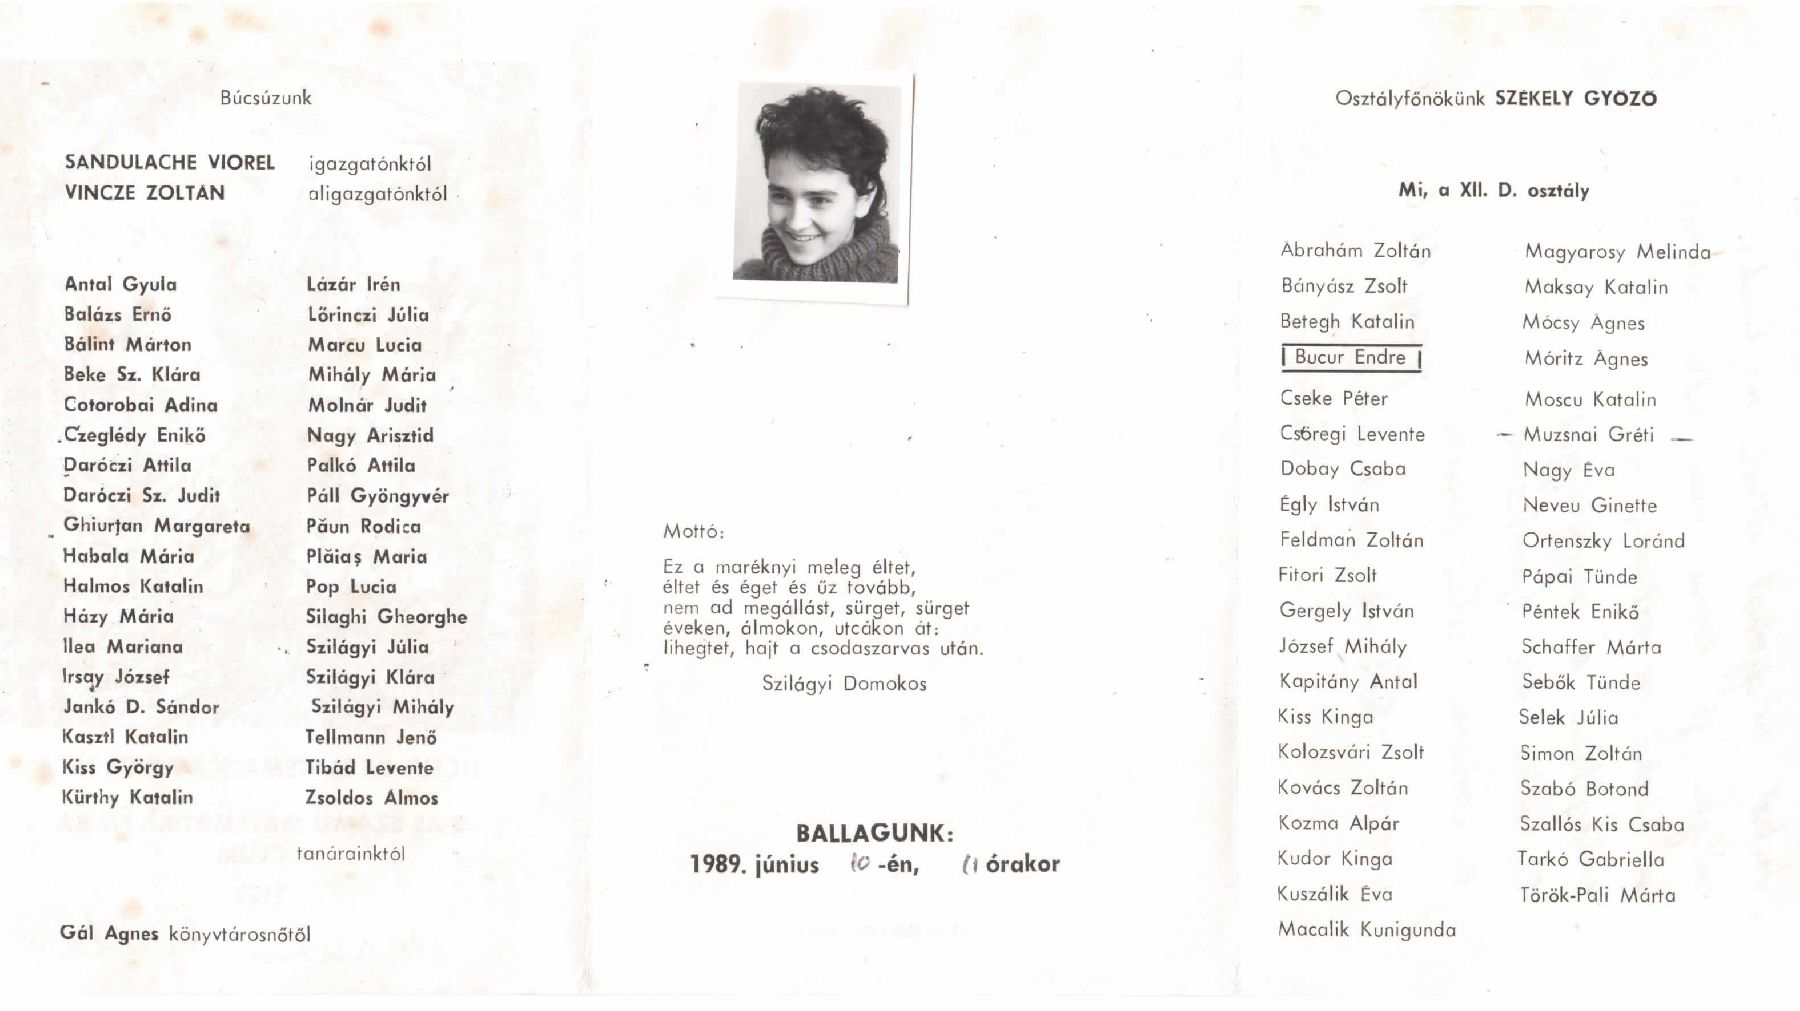 Búcsúzunk
SANDULACHE VIOREL igazgatónktól
VINCZE ZOLTÁN aligazgatónktól
Antal Gyula
Balázs Ernő
Bálint Márton
Beke Sz. Klára
Cotorobai Adina
Czeglédy Enikő
Daróczi Attila
Daróczi Sz. Judit
Ghiurțan Margareta
Habala Mária
Halmos Katalin
Házy Mária
Ilea Mariana
Irsay József
Jankó D. Sándor
Kasztl Katalin
Kiss György
Kürthy Katalin
Lázár Irén
Lőrinczi Júlia
Marcu Lucia
Mihály Mária
Molnár Judit
Nagy Arisztid
Palkó Attila
Páll Gyöngyvér
Păun Rodica
Plăiaș Maria
Pop Lucia
Silaghi Gheorghe
Szilágyi Júlia
Szilágyi Klára
Szilágyi Mihály
Tellmann Jenő
Tibád Levente
Zsoldos Álmos
tanárainktól
Gál Ágnes könyvtárosnőtől
Mottó:
Ez a maréknyi meleg éltet,
éltet és éget és űz tovább,
nem ad megállást, sürget, sürget
éveken, álmokon, utcákon át:
lihegtet, hajt a csodaszarvas után.
Szilágyi Domokos
BALLAGUNK:
1989. június 10-én, 11 órakor
Osztályfőnökünk SZÉKELY GYŐZŐ
Mi, a XII. D. osztály
Ábrahám Zoltán
Bányász Zsolt
Betegh Katalin
Bucur Endre
Cseke Péter
Csőregi Levente
Dobay Csaba
Égly István
Feldman Zoltán
Fitori Zsolt
Gergely István
József Mihály
Kapitány Antal
Kiss Kinga
Kolozsvári Zsolt
Kovács Zoltán
Kozma Alpár
Kudor Kinga
Kuszálik Éva
Macalik Kunigunda
Magyarosy Melinda
Maksay Katalin
Mócsy Ágnes
Móritz Ágnes
Moscu Katalin
Muzsnai Gréti
Nagy Éva
Neveu Ginette
Ortenszky Loránd
Pápai Tünde
Péntek Enikő
Schaffer Márta
Sebők Tünde
Selek Júlia
Simon Zoltán
Szabó Botond
Szallós Kis Csaba
Tarkó Gabriella
Török-Pali Márta